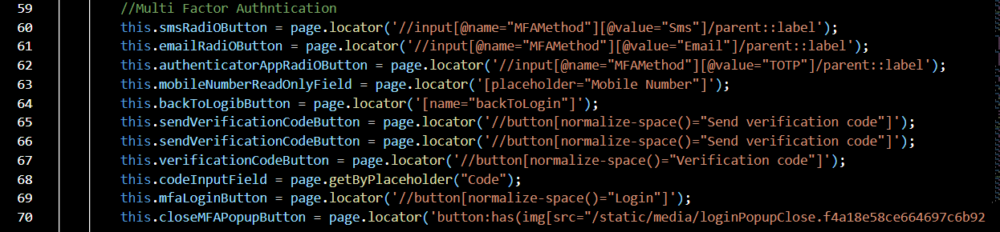 59 //Multi Factor Authntication
60 this.smsRadiOButton = page.locator('//input[@name="MFAMethod"][@value="Sms"]/parent::label');
61 this.emailRadiOButton = page.locator('//input[@name="MFAMethod"][@value="Email"]/parent::label');
62 this.authenticatorAppRadiOButton = page.locator('//input[@name="MFAMethod"][@value="TOTP"]/parent::label');
63 this.mobileNumberReadOnlyField = page.locator('[placeholder="Mobile Number"]');
64 this.backToLogibButton = page.locator('[name="backToLogin"]');
65 this.sendVerificationCodeButton = page.locator('//button[normalize-space()="Send verification code"]');
66 this.sendVerificationCodeButton = page.locator('//button[normalize-space()="Send verification code"]');
67 this.verificationCodeButton = page.locator('//button[normalize-space()="Verification code"]');
68 this.codeInputField = page.getByPlaceholder("Code");
69 this.mfaLoginButton = page.locator('//button[normalize-space()="Login"]');
70 this.closeMFAPopupButton = page.locator('button:has(img[src="/static/media/loginPopupClose.f4a18e58ce664697c6b92